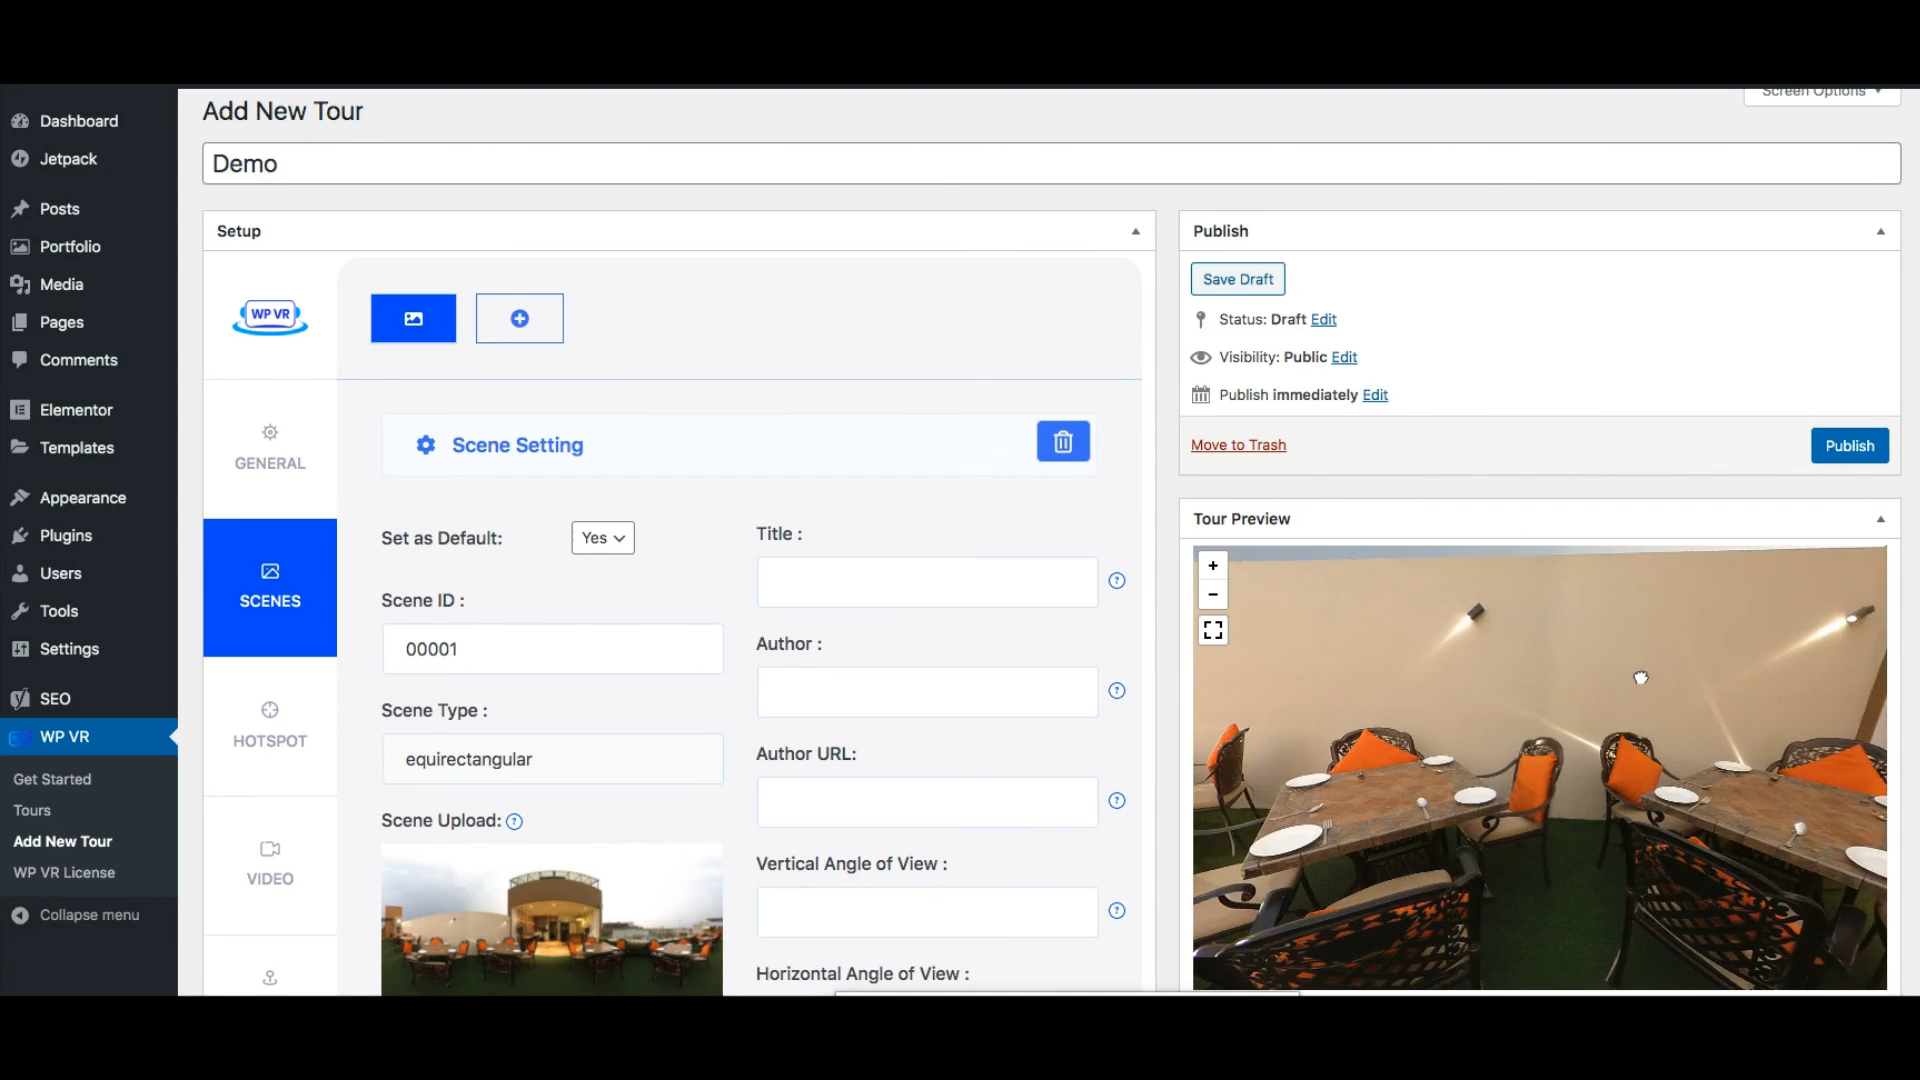 Screen Options
Add New Tour
Demo
Dashboard
Jetpack
Posts
Portfolio
Media
Pages
Comments
Elementor
Templates
Appearance
Plugins
Users
Tools
Settings
SEO
WP VR
Get Started
Tours
Add New Tour
WP VR License
Collapse menu
Setup
WP VR
GENERAL
SCENES
HOTSPOT
VIDEO
Scene Setting
Set as Default:
Yes
Scene ID :
00001
Scene Type :
equirectangular
Scene Upload:
Title :
Author :
Author URL:
Vertical Angle of View :
Horizontal Angle of View :
Publish
Save Draft
Status: Draft Edit
Visibility: Public Edit
Publish immediately Edit
Move to Trash
Publish
Tour Preview